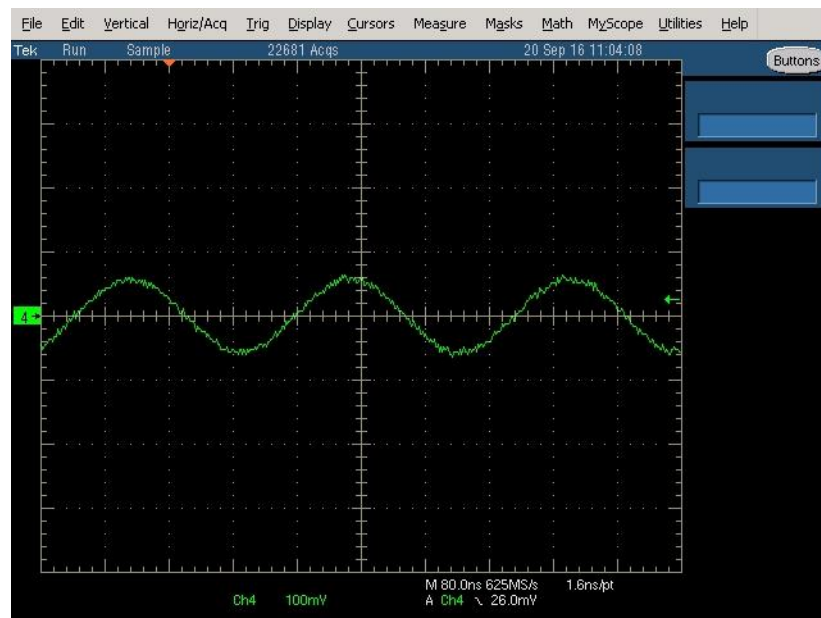 File Edit Vertical Horiz/Acq Trig Display Cursors Measure Masks Math MyScope Utilities Help
Tek Run Sample 22681 Acqs 20 Sep 16 11:04:08
Buttons
4
M 80.0ns 625MS/s 1.6ns/pt
Ch4 100mV A Ch4 \ 26.0mV